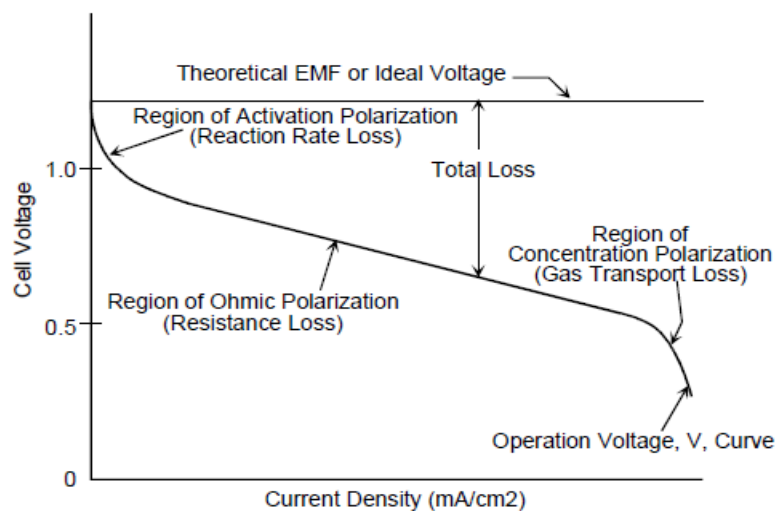 Theoretical EMF or Ideal Voltage
Region of Activation Polarization
(Reaction Rate Loss)
Total Loss
1.0
Cell Voltage
Region of
Concentration Polarization
(Gas Transport Loss)
Region of Ohmic Polarization
(Resistance Loss)
0.5
Operation Voltage, V, Curve
0
Current Density (mA/cm2)